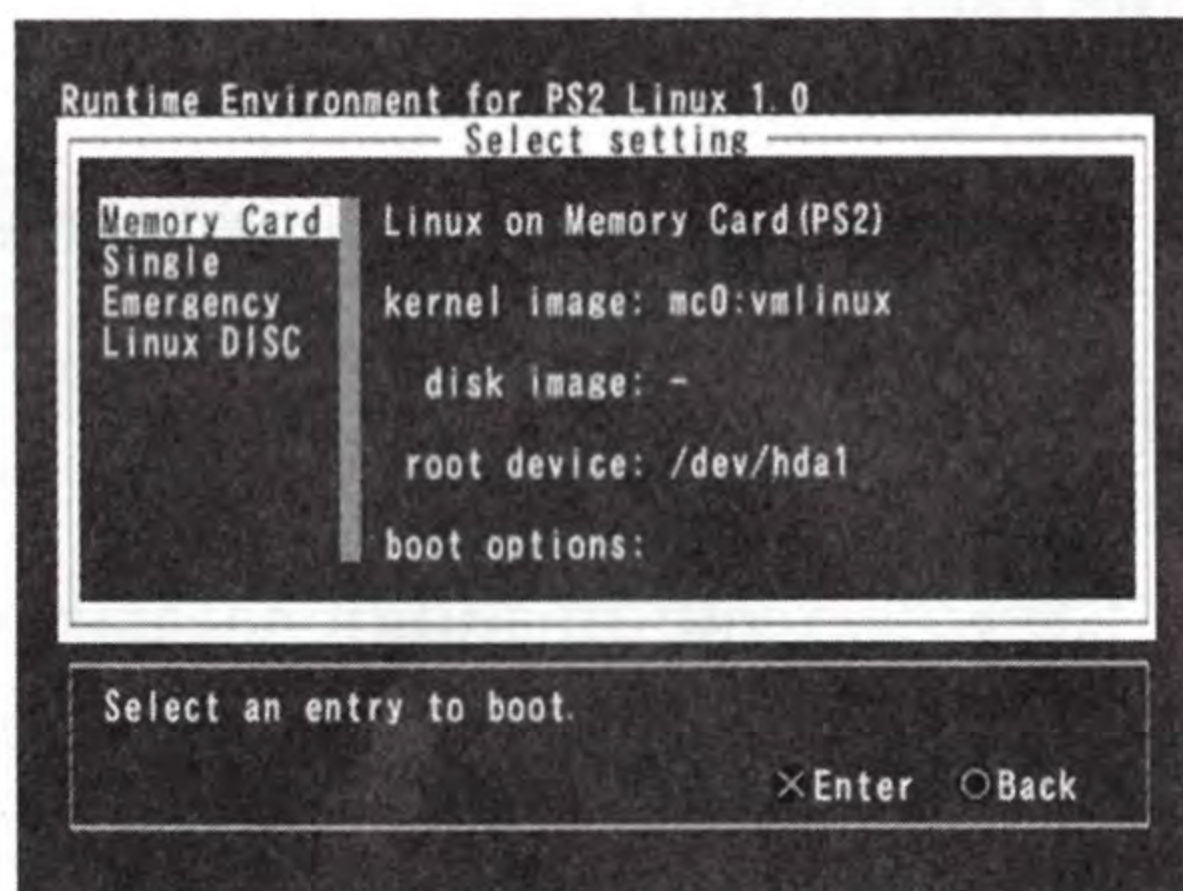 Runtime Environment for PS2 Linux 1.0
Select setting
Memory Card
Single
Emergency
Linux DISC
Linux on Memory Card(PS2)
kernel image: mc0:vmlinux
disk image: -
root device: /dev/hda1
boot options:
Select an entry to boot.
×Enter ○Back